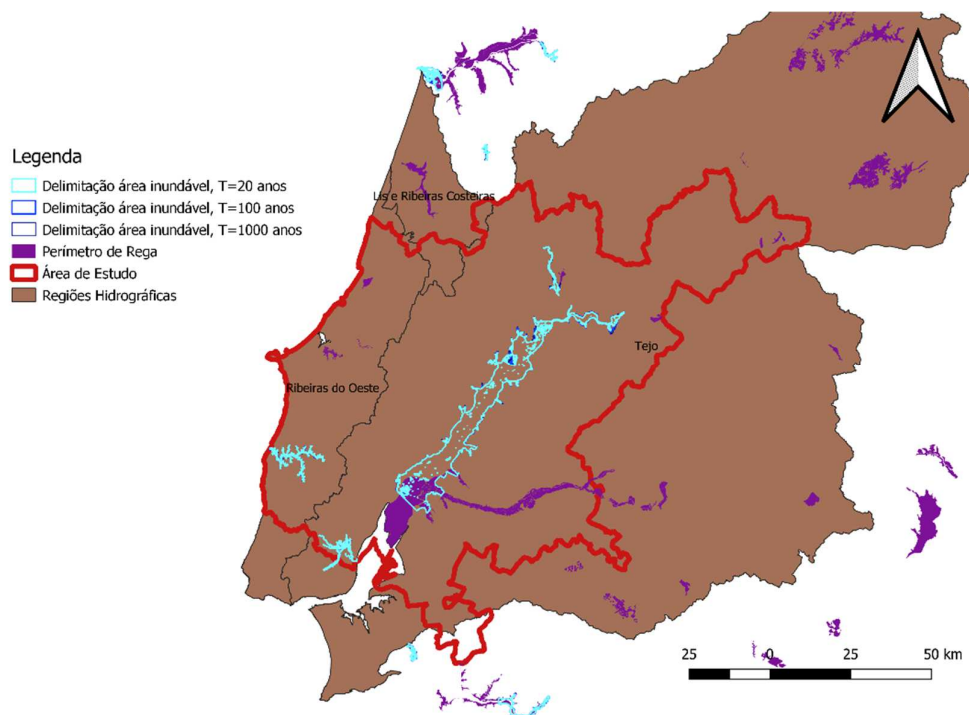 Legenda
Delimitação área inundável, T=20 anos
Delimitação área inundável, T=100 anos
Delimitação área inundável, T=1000 anos
Perímetro de Rega
Área de Estudo
Regiões Hidrográficas
Lis e Ribeiras Costeiras
Tejo
Ribeiras do Oeste
25 0 25 50 km